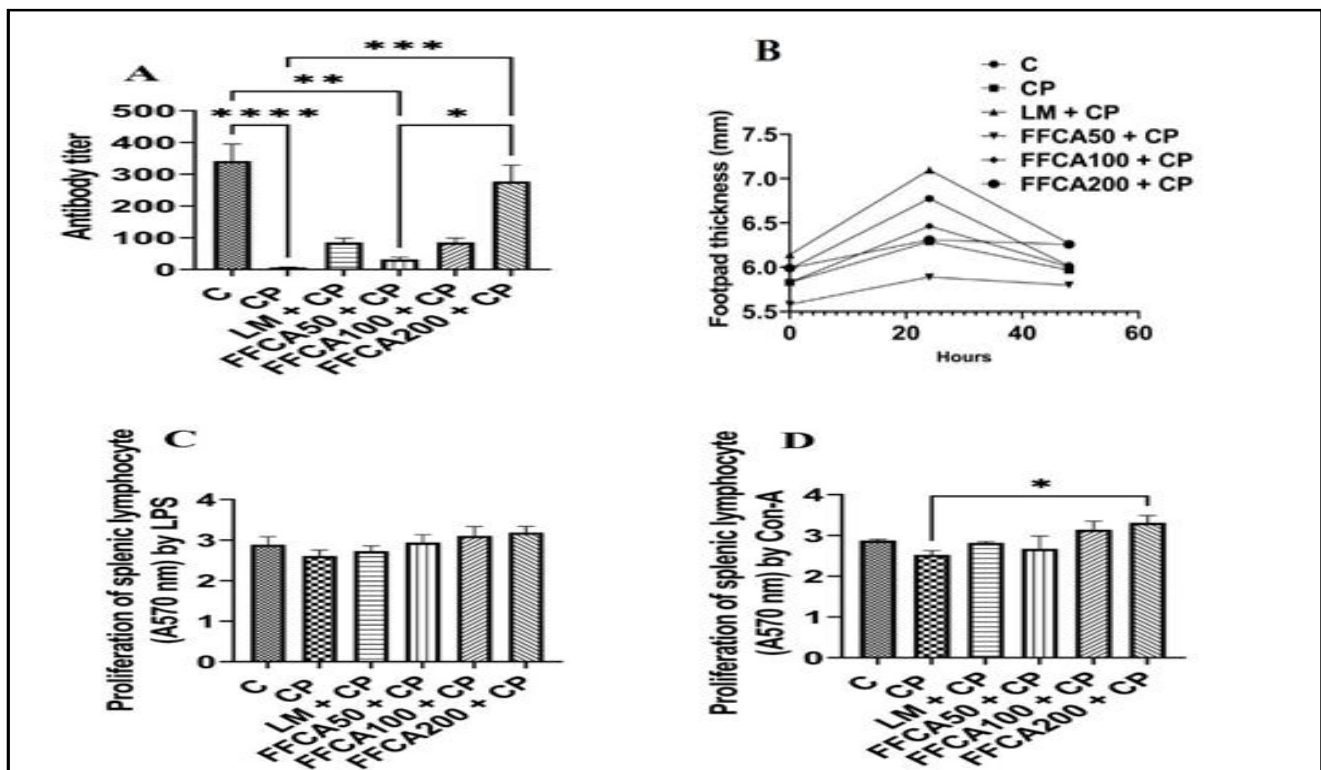 A
***
**
****
*
500
400
300
200
100
0
Antibody titer
C
CP
LM + CP
FFCA50 + CP
FFCA100 + CP
FFCA200 + CP
B
C
CP
LM + CP
FFCA50 + CP
FFCA100 + CP
FFCA200 + CP
7.5
7.0
6.5
6.0
5.5
Footpad thickness (mm)
0
20
40
60
Hours
C
Proliferation of splenic lymphocyte
(A570 nm) by LPS
4
3
2
1
0
C
CP
LM + CP
FFCA50 + CP
FFCA100 + CP
FFCA200 + CP
D
*
Proliferation of splenic lymphocyte
(A570 nm) by Con-A
4
3
2
1
0
C
CP
LM + CP
FFCA50 + CP
FFCA100 + CP
FFCA200 + CP